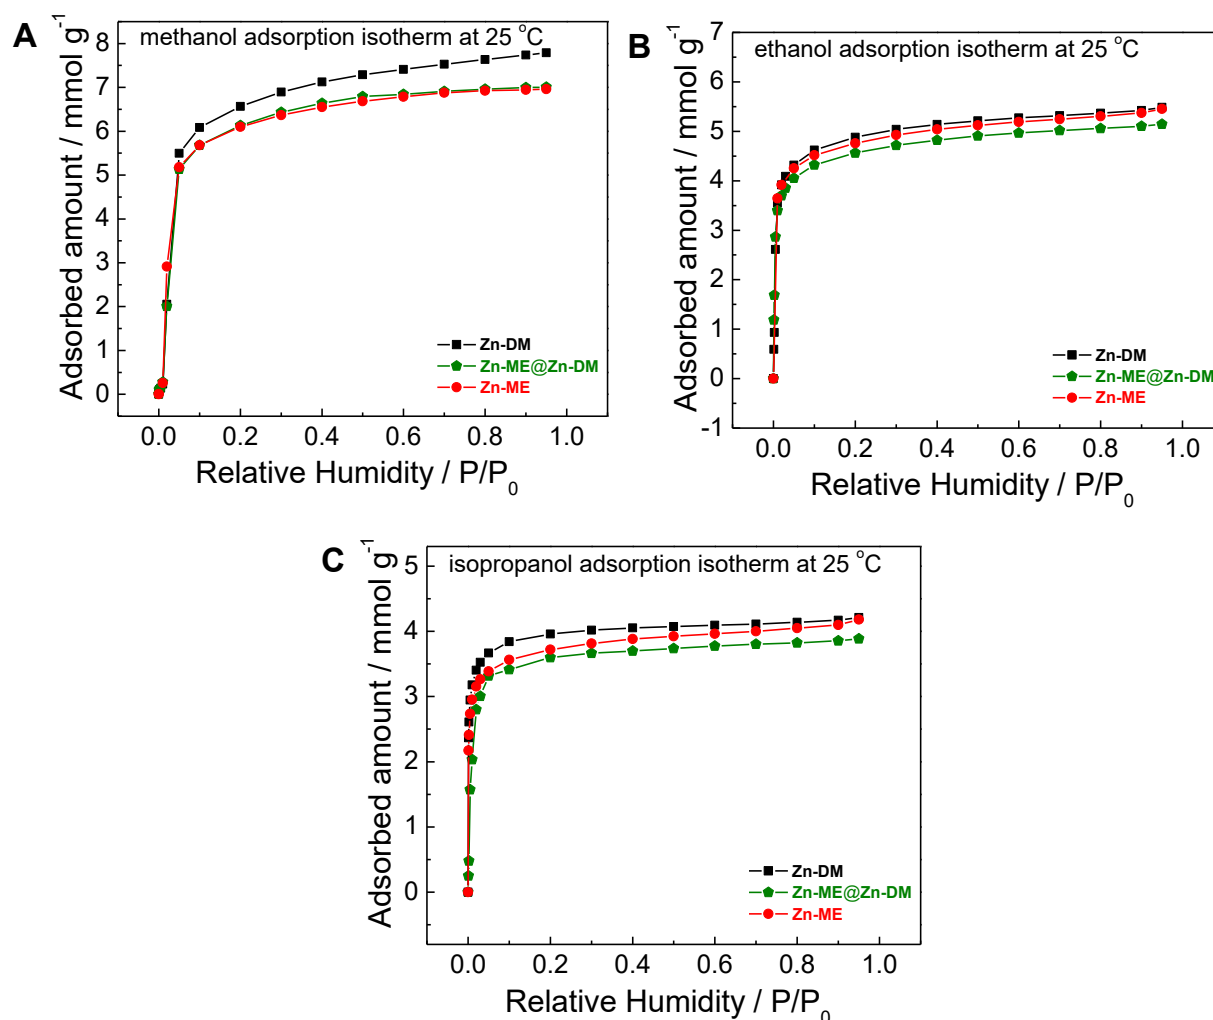 A
methanol adsorption isotherm at 25 °C
Adsorbed amount / mmol g⁻¹
8
7
6
5
4
3
2
1
0
Zn-DM
Zn-ME@Zn-DM
Zn-ME
0.0 0.2 0.4 0.6 0.8 1.0
Relative Humidity / P/P₀
B
ethanol adsorption isotherm at 25 °C
Adsorbed amount / mmol g⁻¹
7
6
5
4
3
2
1
0
-1
Zn-DM
Zn-ME@Zn-DM
Zn-ME
0.0 0.2 0.4 0.6 0.8 1.0
Relative Humidity / P/P₀
C
isopropanol adsorption isotherm at 25 °C
Adsorbed amount / mmol g⁻¹
5
4
3
2
1
0
Zn-DM
Zn-ME@Zn-DM
Zn-ME
0.0 0.2 0.4 0.6 0.8 1.0
Relative Humidity / P/P₀